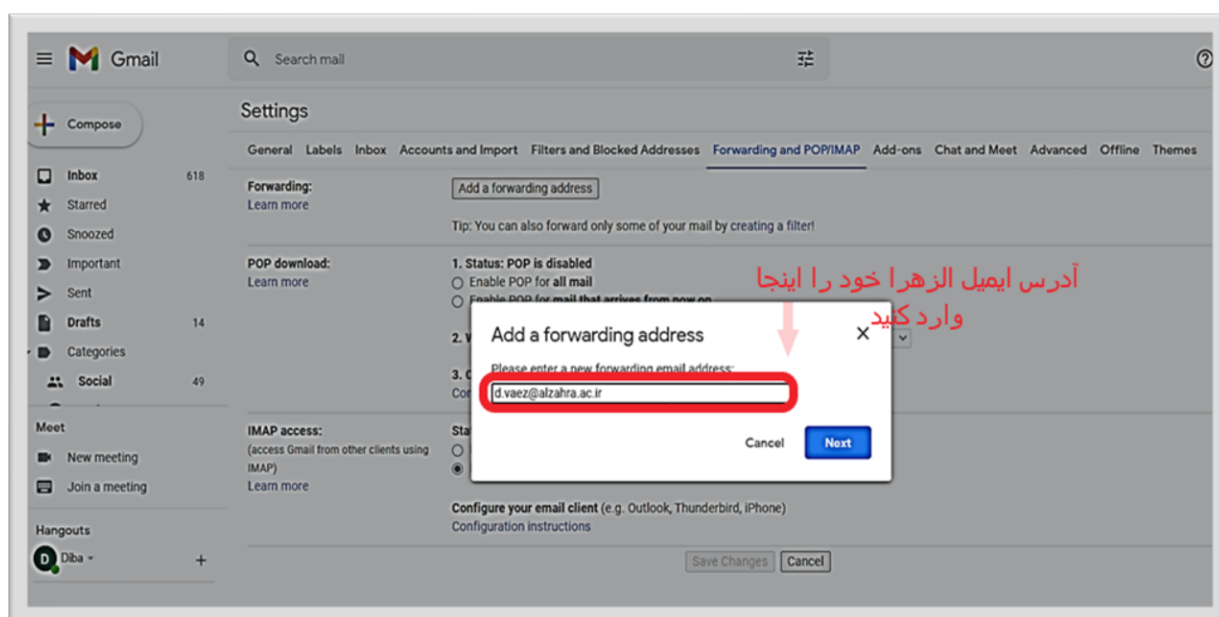 Gmail
Search mail
Compose
Inbox 618
Starred
Snoozed
Important
Sent
Drafts 14
Categories
Social 49
Meet
New meeting
Join a meeting
Hangouts
D Diba
Settings
General Labels Inbox Accounts and Import Filters and Blocked Addresses Forwarding and POP/IMAP Add-ons Chat and Meet Advanced Offline Themes
Forwarding:
Learn more
Add a forwarding address
Tip: You can also forward only some of your mail by creating a filter!
POP download:
Learn more
1. Status: POP is disabled
Enable POP for all mail
Enable POP for mail that arrives from now on
2.
3.
آدرس ایمیل الزهرا خود را اینجا
وارد کنید
Add a forwarding address
Please enter a new forwarding email address:
d.vaez@alzahra.ac.ir
Cancel Next
IMAP access:
(access Gmail from other clients using
IMAP)
Learn more
Configure your email client (e.g. Outlook, Thunderbird, iPhone)
Configuration instructions
Save Changes Cancel